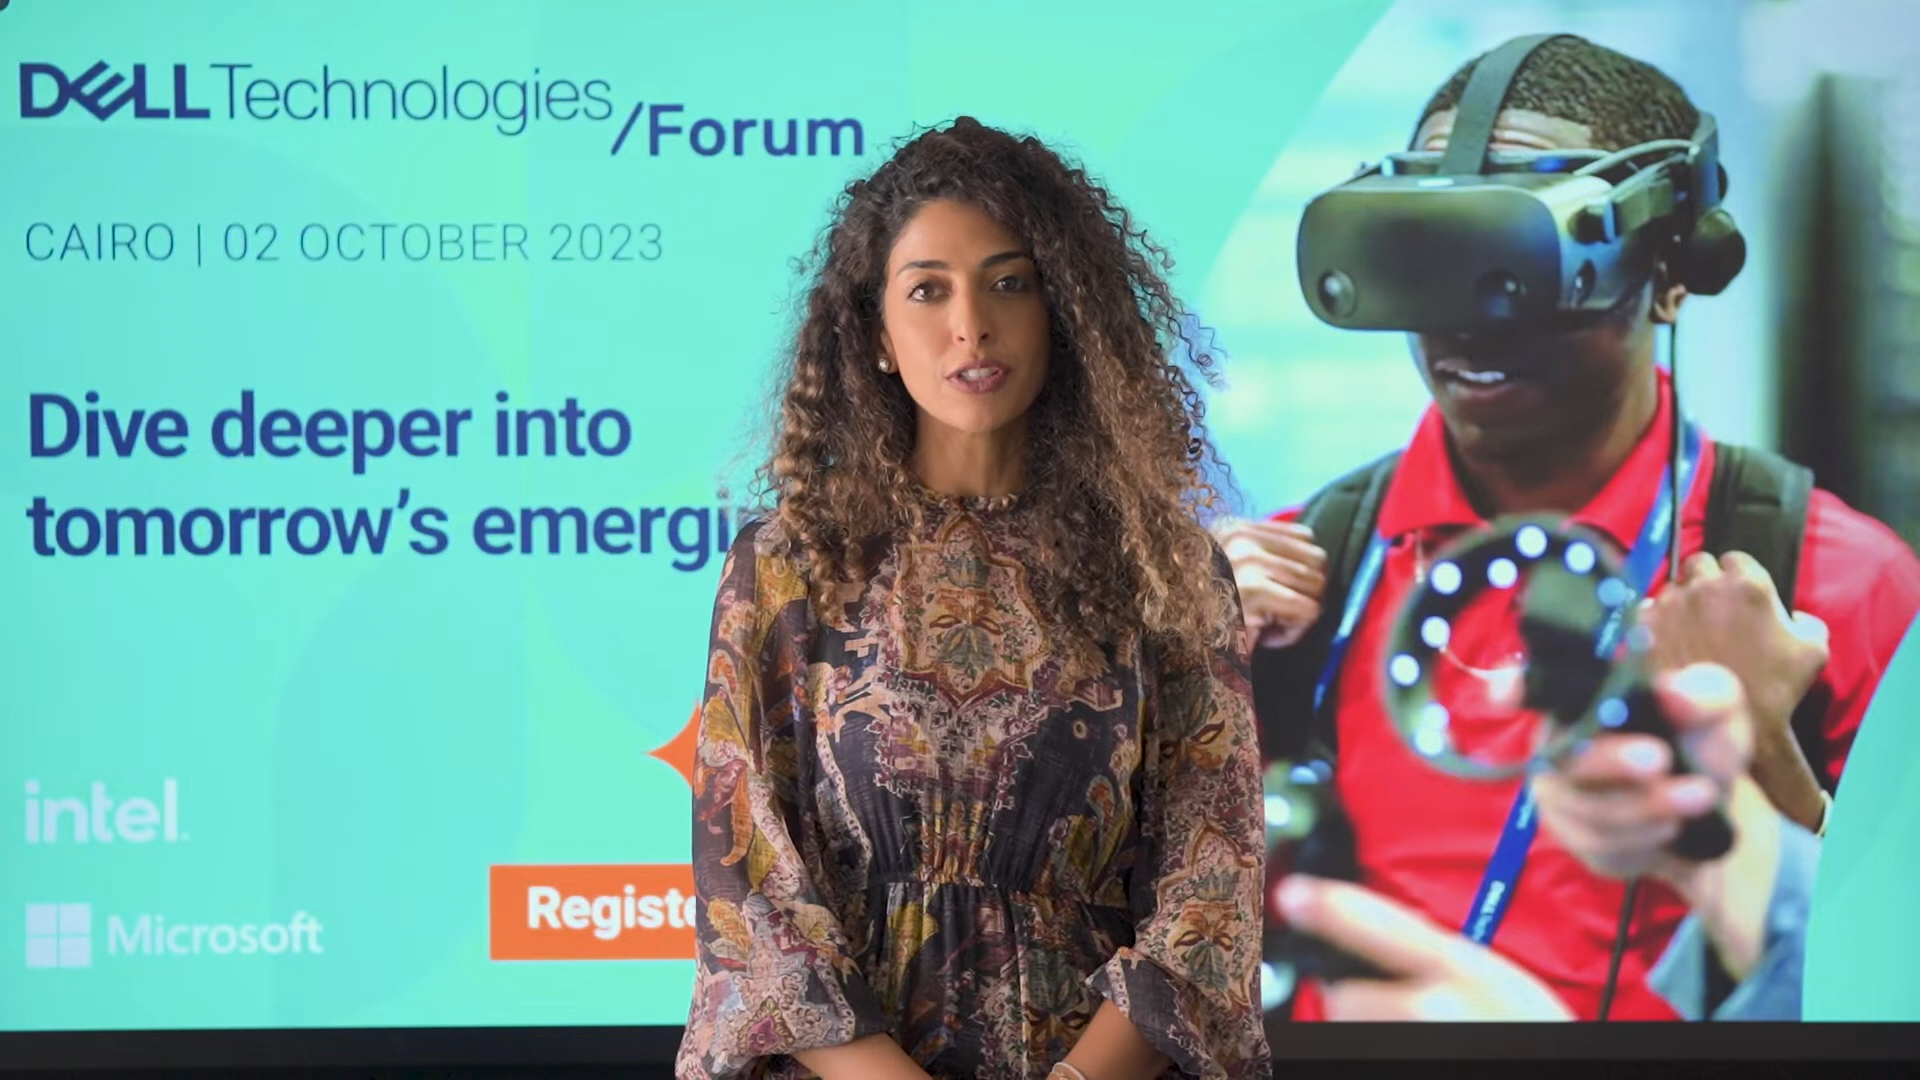 DELL Technologies
/Forum
CAIRO | 02 OCTOBER 2023
Dive deeper into
tomorrow's emergi
intel.
Microsoft
Registe